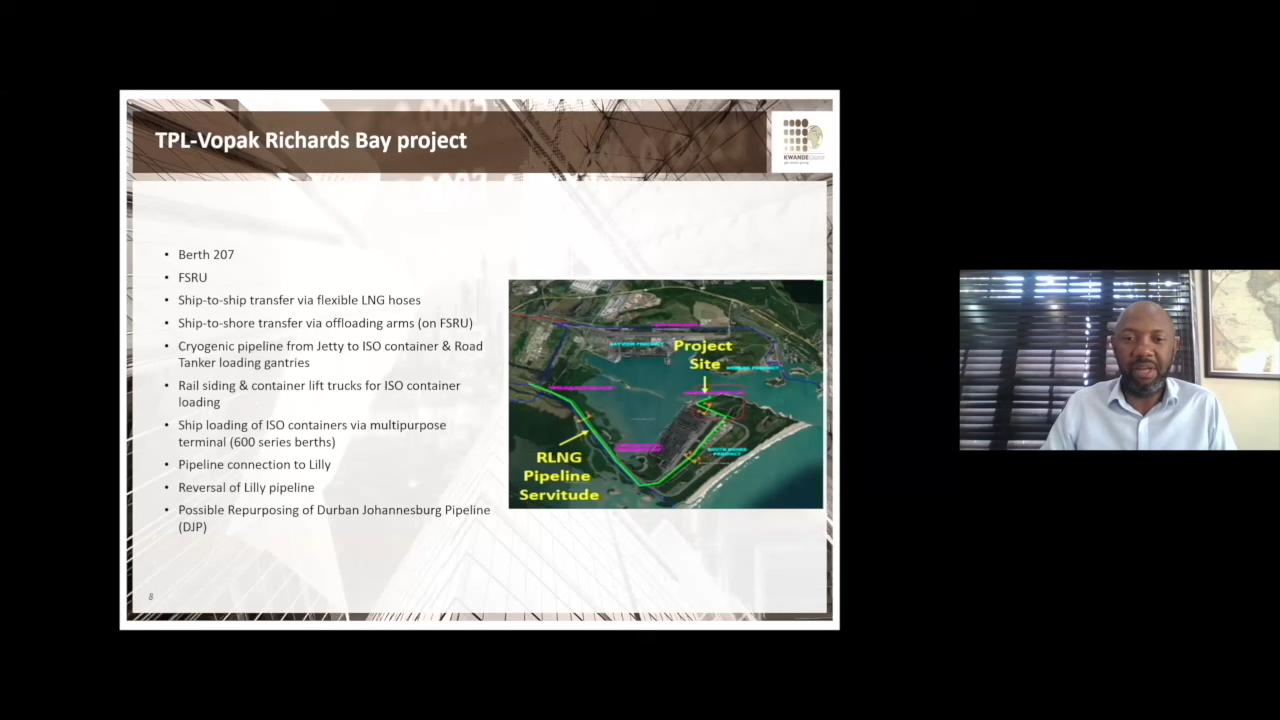 TPL-Vopak Richards Bay project
KWANDE
• Berth 207
• FSRU
• Ship-to-ship transfer via flexible LNG hoses
• Ship-to-shore transfer via offloading arms (on FSRU)
• Cryogenic pipeline from Jetty to ISO container & Road
Tanker loading gantries
• Rail siding & container lift trucks for ISO container
loading
• Ship loading of ISO containers via multipurpose
terminal (600 series berths)
• Pipeline connection to Lilly
• Reversal of Lilly pipeline
• Possible Repurposing of Durban Johannesburg Pipeline
(DJP)
Project
Site
RLNG
Pipeline
Servitude
8